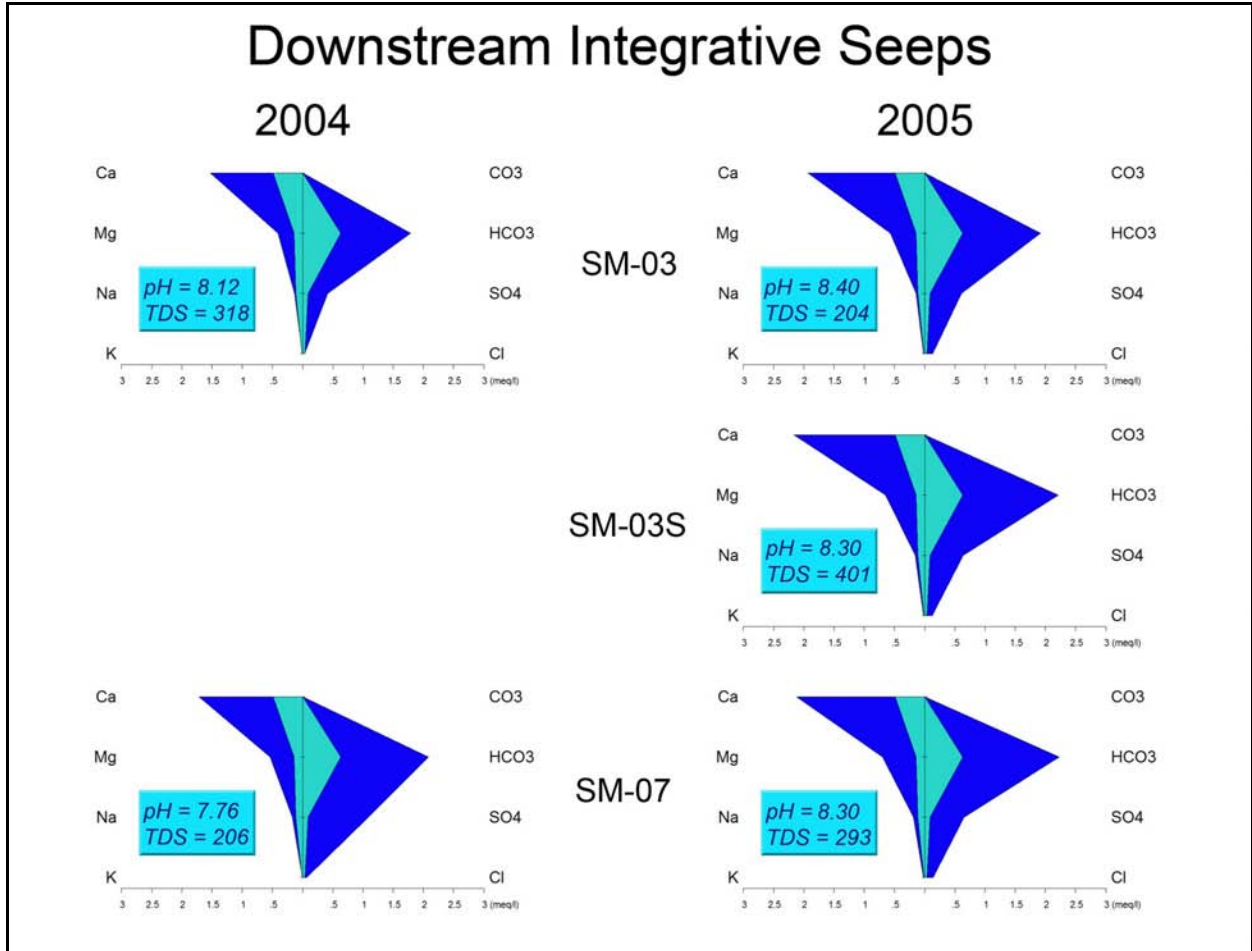 Downstream Integrative Seeps
2004
2005
Ca
CO3
Mg
HCO3
Na
SO4
K
Cl
pH = 8.12
TDS = 318
3 2.5 2 1.5 1 .5 .5 1 1.5 2 2.5 3 (meq/l)
SM-03
Ca
CO3
Mg
HCO3
Na
SO4
K
Cl
pH = 8.40
TDS = 204
3 2.5 2 1.5 1 .5 .5 1 1.5 2 2.5 3 (meq/l)
SM-03S
Ca
CO3
Mg
HCO3
Na
SO4
K
Cl
pH = 8.30
TDS = 401
3 2.5 2 1.5 1 .5 .5 1 1.5 2 2.5 3 (meq/l)
Ca
CO3
Mg
HCO3
Na
SO4
K
Cl
pH = 7.76
TDS = 206
3 2.5 2 1.5 1 .5 .5 1 1.5 2 2.5 3 (meq/l)
SM-07
Ca
CO3
Mg
HCO3
Na
SO4
K
Cl
pH = 8.30
TDS = 293
3 2.5 2 1.5 1 .5 .5 1 1.5 2 2.5 3 (meq/l)